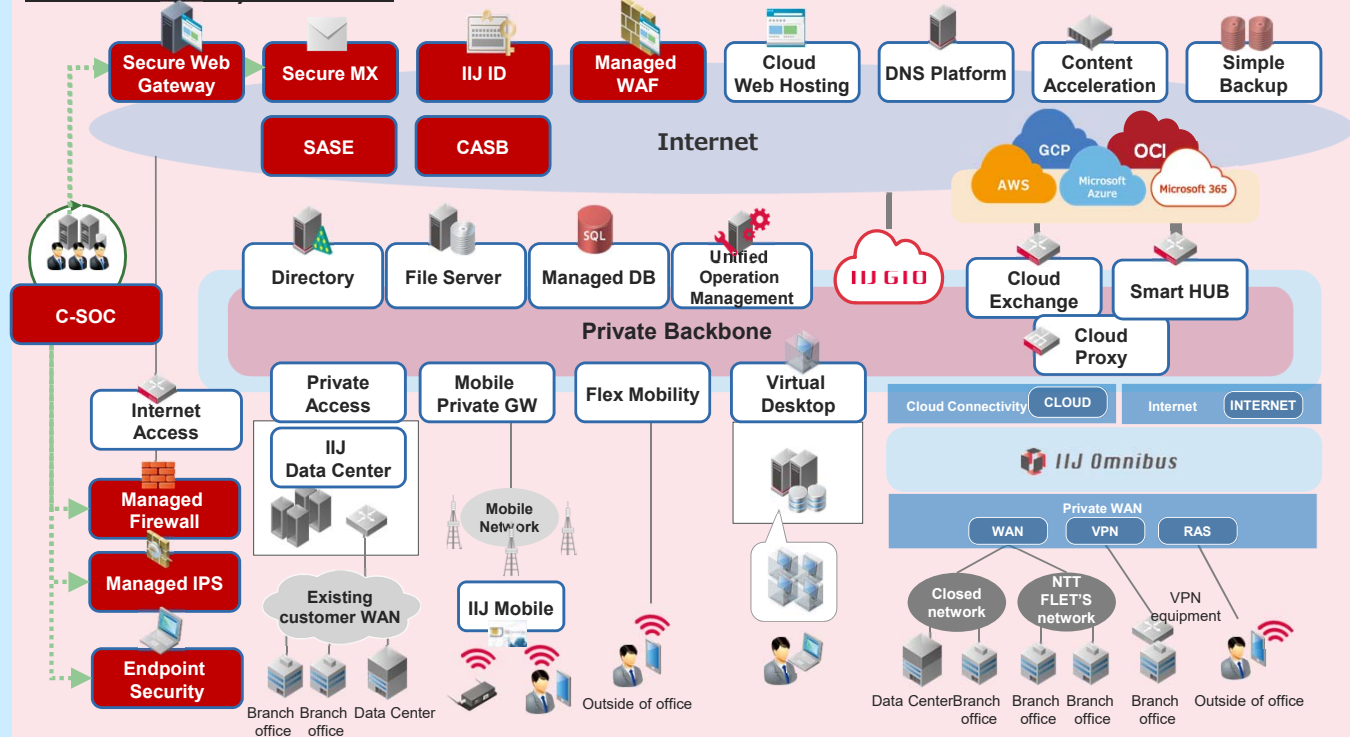 Secure Web
Gateway
Secure MX
IIJ ID
Managed
WAF
Cloud
Web Hosting
DNS Platform
Content
Acceleration
Simple
Backup
SASE
CASB
Internet
GCP
OCI
AWS
Microsoft
Azure
Microsoft 365
Directory
File Server
SQL
Managed DB
Unified
Operation
Management
IIJ GIO
Cloud
Exchange
Smart HUB
C-SOC
Private Backbone
Cloud
Proxy
Internet
Access
Private
Access
Mobile
Private GW
Flex Mobility
Virtual
Desktop
Cloud Connectivity
CLOUD
Internet
INTERNET
IIJ
Data Center
IIJ Omnibus
Managed
Firewall
Mobile
Network
Private WAN
WAN
VPN
RAS
Managed IPS
Existing
customer WAN
IIJ Mobile
Closed
network
NTT
FLET'S
network
VPN
equipment
Endpoint
Security
Branch
office
Branch
office
Data Center
Outside of office
Data Center
Branch
office
Branch
office
Branch
office
Branch
office
Outside of office